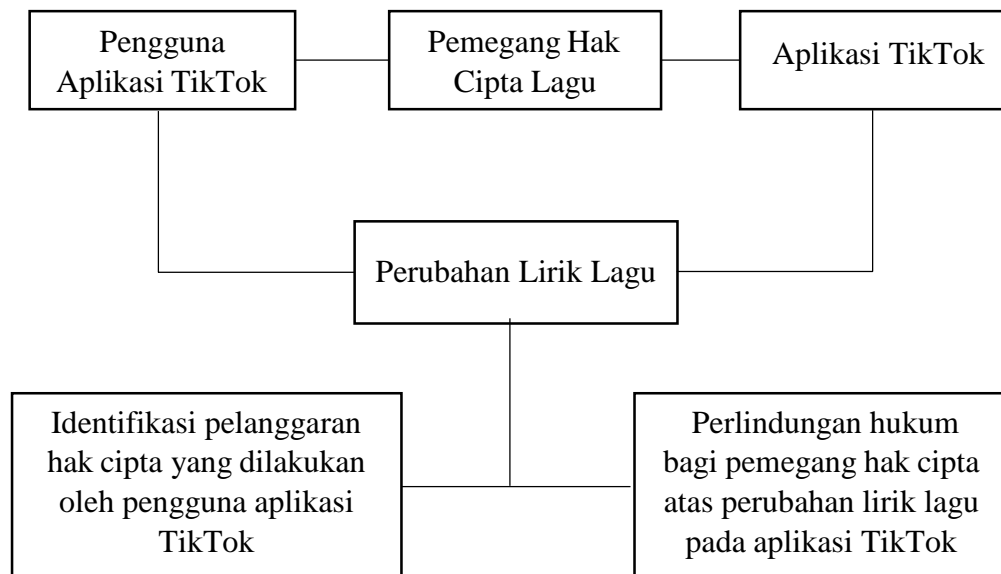 Pengguna
Aplikasi TikTok
Pemegang Hak
Cipta Lagu
Aplikasi TikTok
Perubahan Lirik Lagu
Identifikasi pelanggaran
hak cipta yang dilakukan
oleh pengguna aplikasi
TikTok
Perlindungan hukum
bagi pemegang hak cipta
atas perubahan lirik lagu
pada aplikasi TikTok